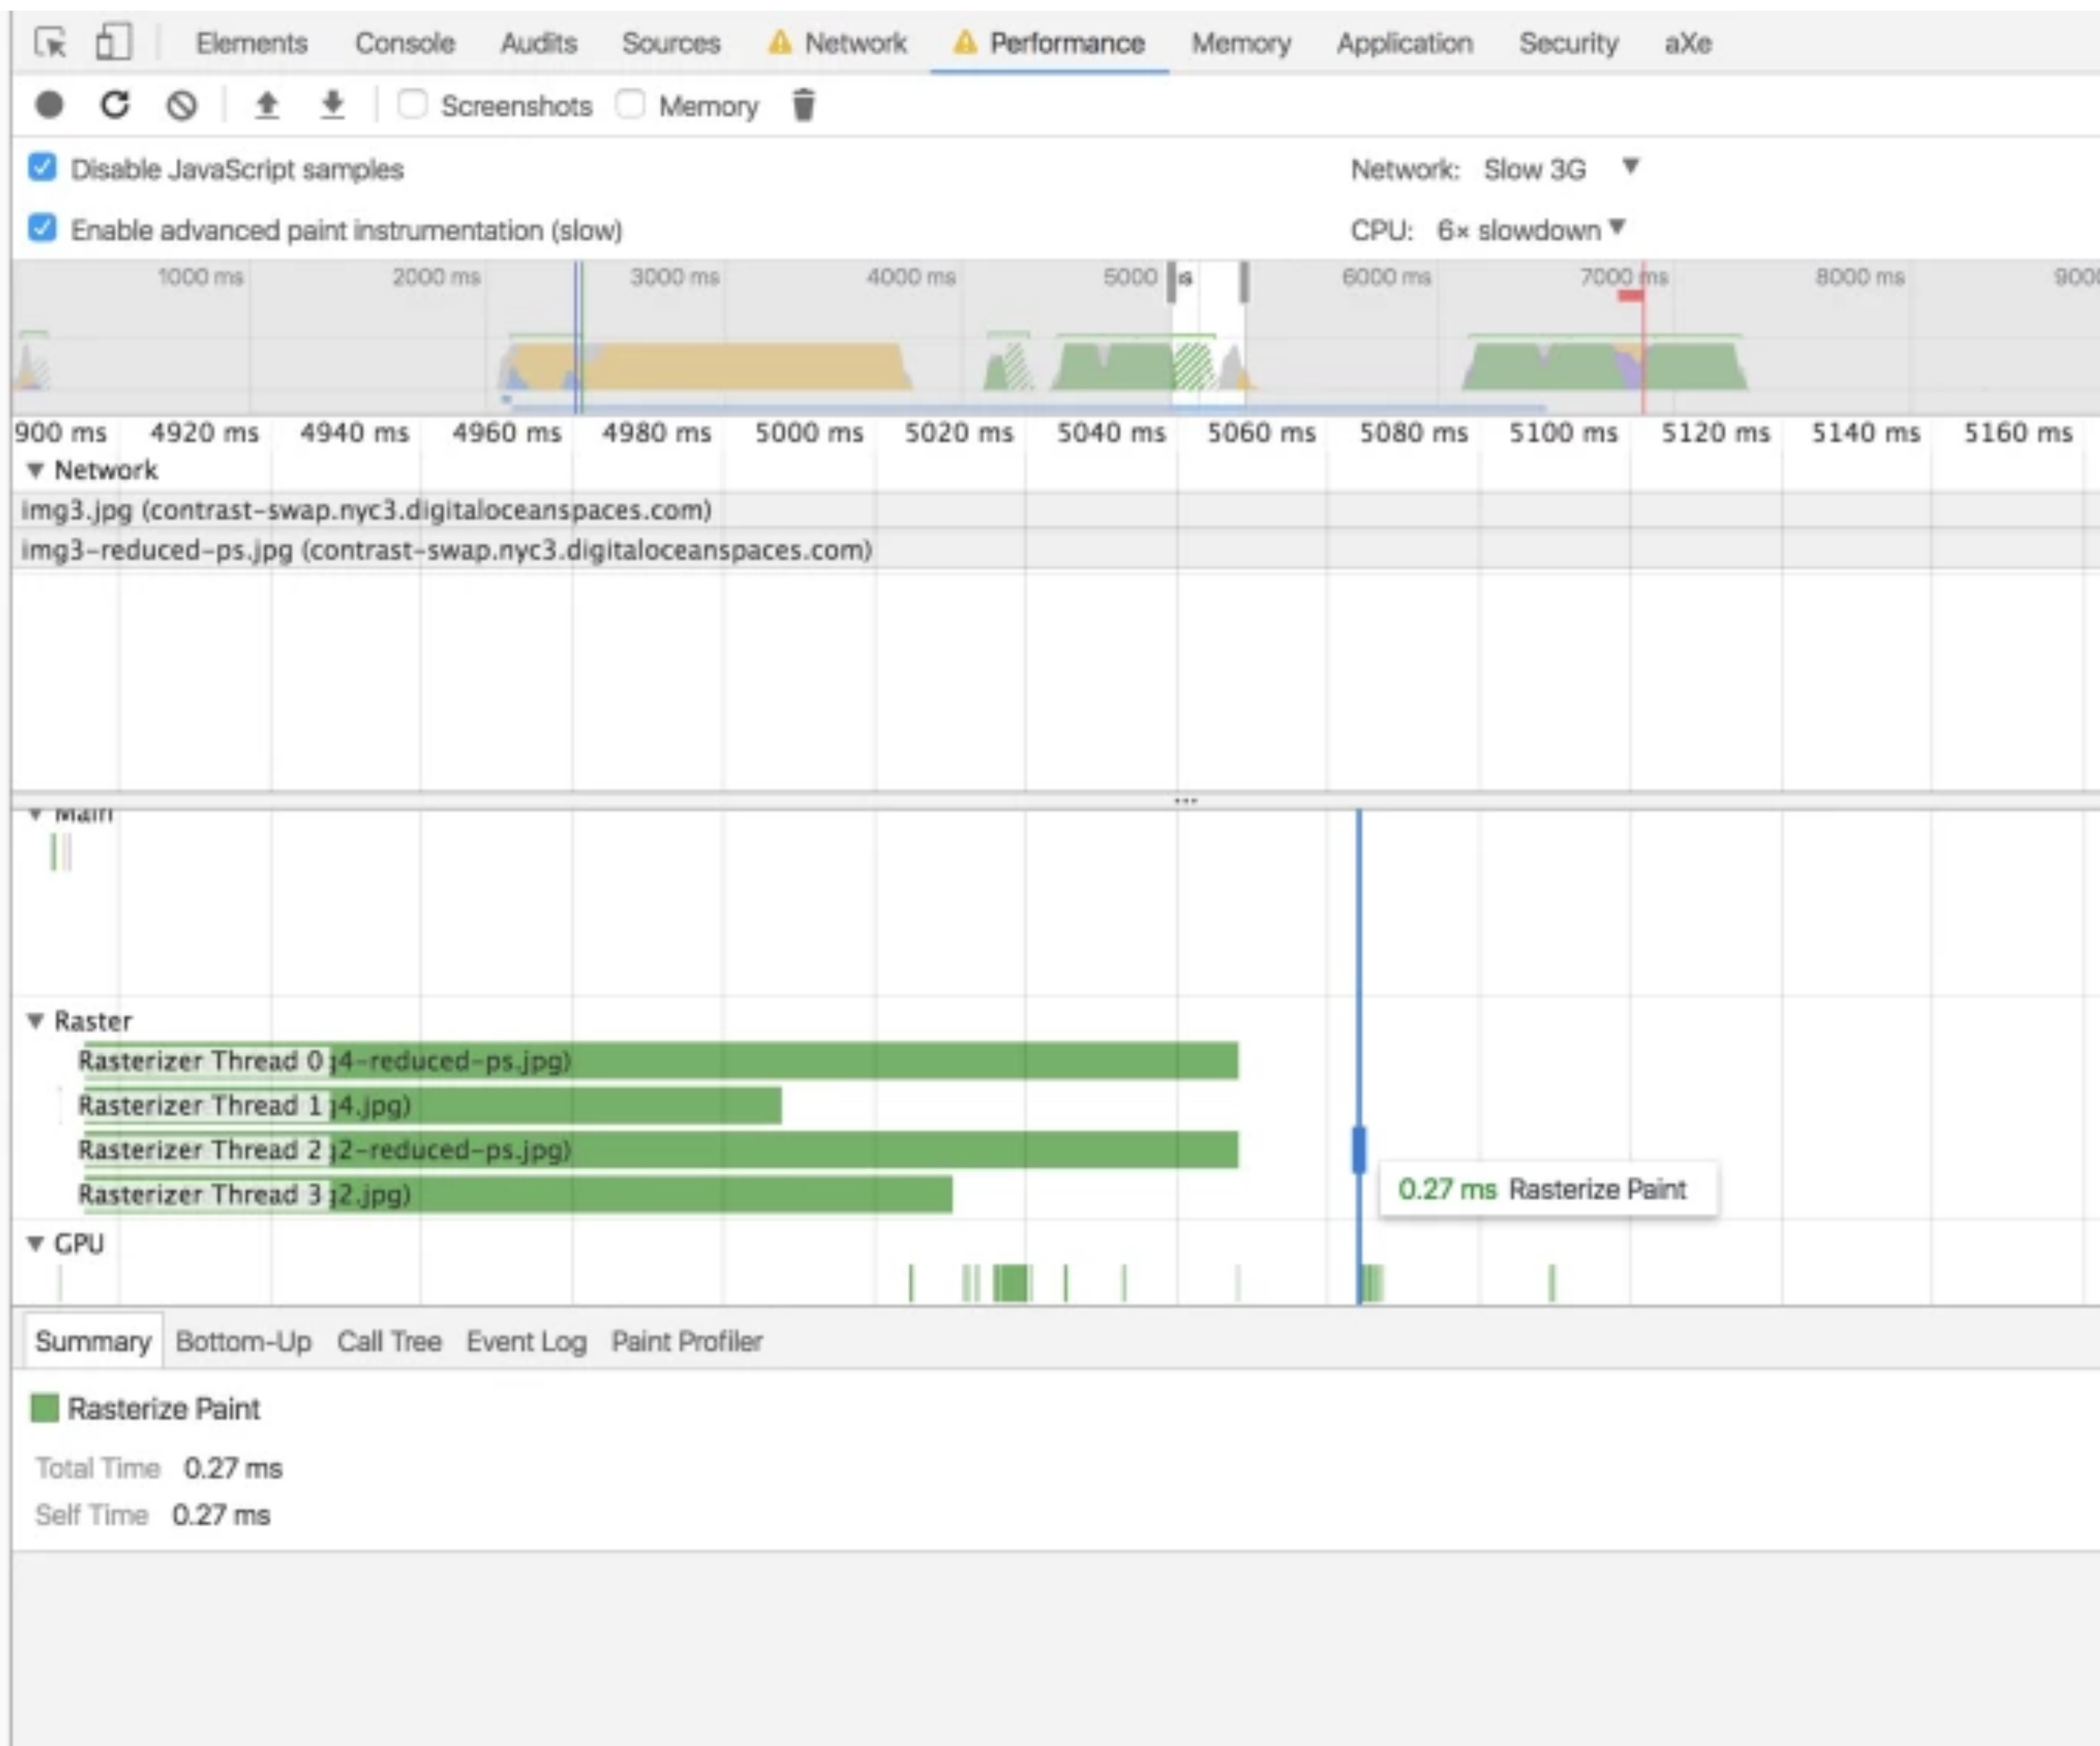 Elements Console Audits Sources Network Performance Memory Application Security aXe
Screenshots Memory
Disable JavaScript samples Network: Slow 3G
Enable advanced paint instrumentation (slow) CPU: 6× slowdown
1000 ms 2000 ms 3000 ms 4000 ms 5000 6000 ms 7000 ms 8000 ms
900 ms 4920 ms 4940 ms 4960 ms 4980 ms 5000 ms 5020 ms 5040 ms 5060 ms 5080 ms 5100 ms 5120 ms 5140 ms 5160 ms
Network
img3.jpg (contrast-swap.nyc3.digitaloceanspaces.com)
img3-reduced-ps.jpg (contrast-swap.nyc3.digitaloceanspaces.com)
Main
Raster
Rasterizer Thread 0 4-reduced-ps.jpg)
Rasterizer Thread 1 4.jpg)
Rasterizer Thread 2 2-reduced-ps.jpg)
Rasterizer Thread 3 2.jpg)
0.27 ms Rasterize Paint
GPU
Summary Bottom-Up Call Tree Event Log Paint Profiler
Rasterize Paint
Total Time 0.27 ms
Self Time 0.27 ms